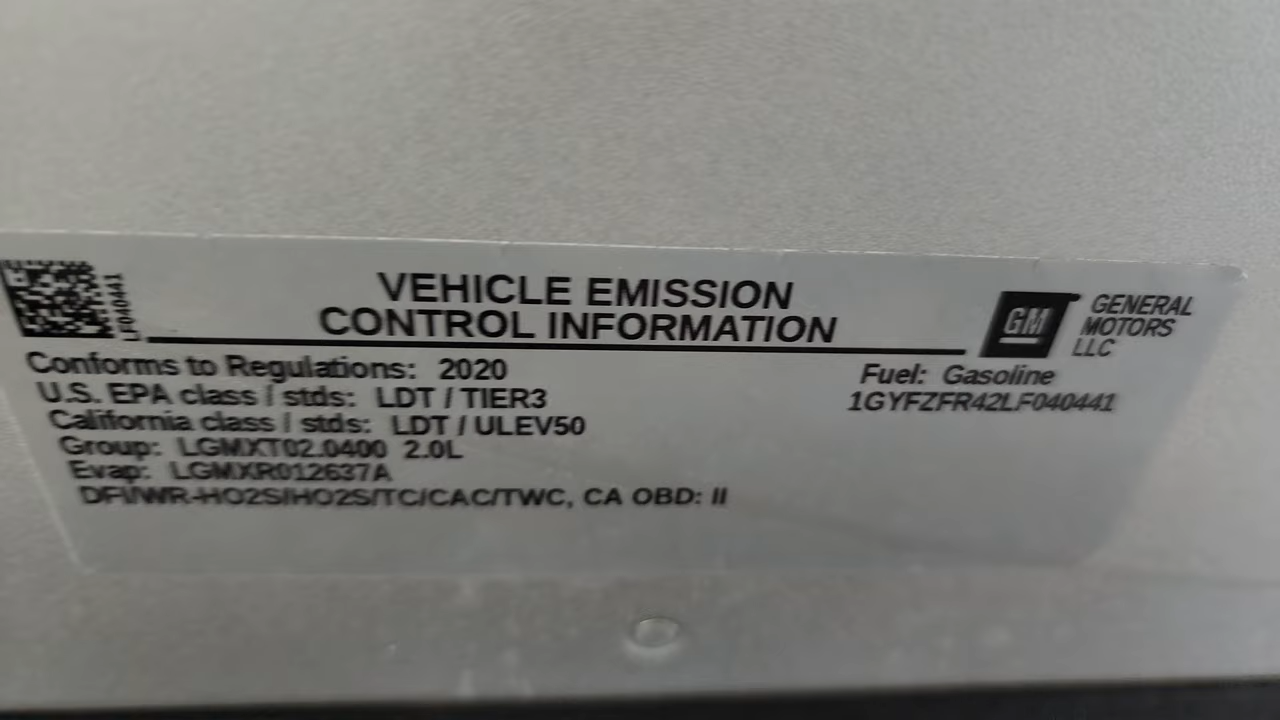 LF040441
VEHICLE EMISSION
CONTROL INFORMATION
GM
GENERAL
MOTORS
LLC
Conforms to Regulations: 2020
U.S. EPA class / stds: LDT / TIER3
California class / stds: LDT / ULEV50
Group: LGMXT02.0400 2.0L
Evap: LGMXR012637A
DFI/WR-HO2S/HO2S/TC/CAC/TWC, CA OBD: II
Fuel: Gasoline
1GYFZFR42LF040441